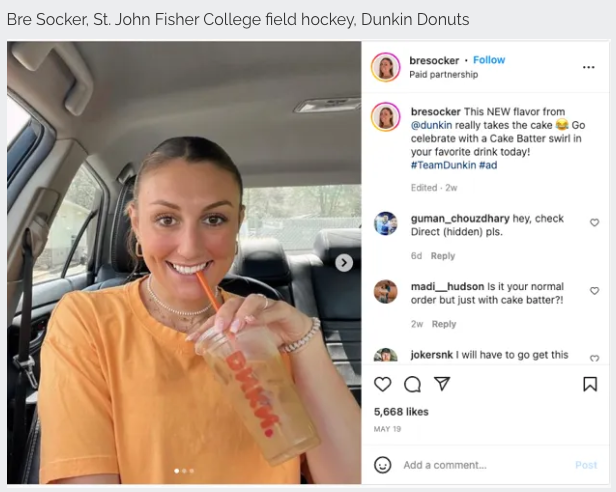 Bre Socker, St. John Fisher College field hockey, Dunkin Donuts
bresocker • Follow
Paid partnership
bresocker This NEW flavor from
@dunkin really takes the cake 😂 Go
celebrate with a Cake Batter swirl in
your favorite drink today!
#TeamDunkin #ad
Edited · 2w
guman_chouzdhary hey, check
Direct (hidden) pls.
6d Reply
madi__hudson Is it your normal
order but just with cake batter?!
2w Reply
jokersnk I will have to go get this
5,668 likes
MAY 19
Add a comment...
Post